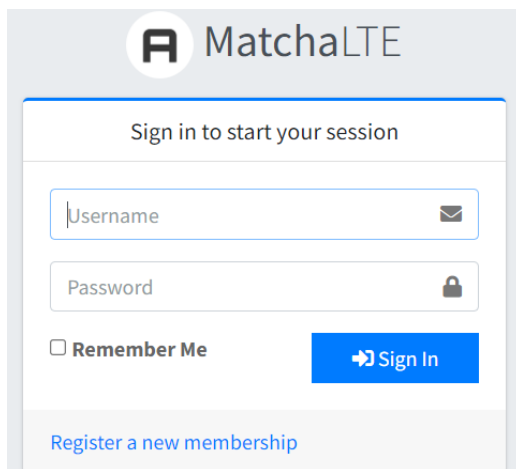 MatchaLTE
Sign in to start your session
Username
Password
Remember Me
Sign In
Register a new membership